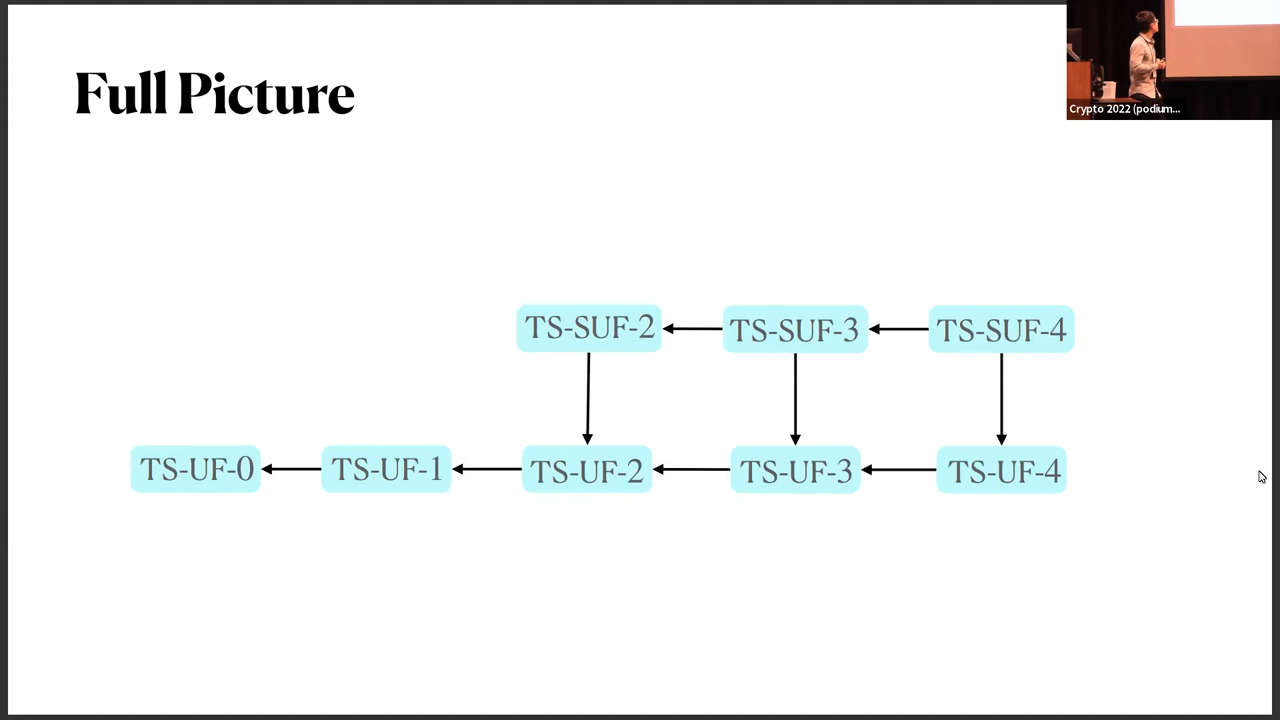 Full Picture
Crypto 2022 (podium...
TS-SUF-2
TS-SUF-3
TS-SUF-4
TS-UF-0
TS-UF-1
TS-UF-2
TS-UF-3
TS-UF-4